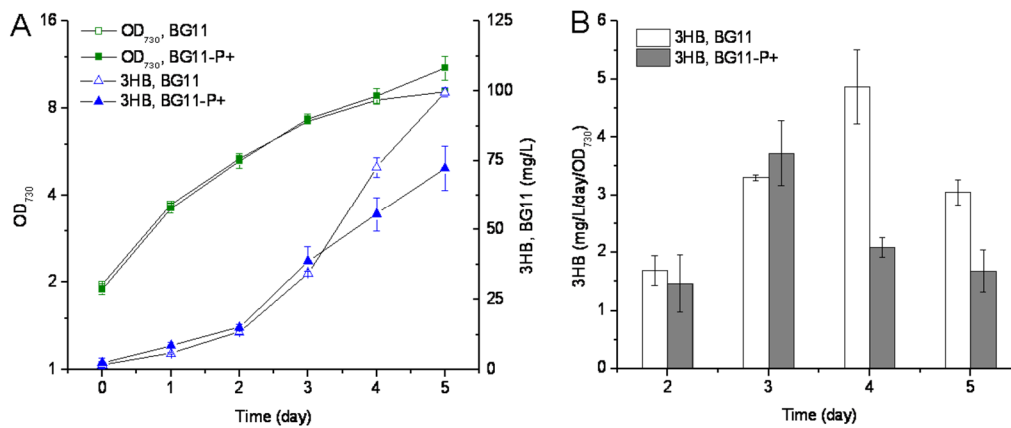 A
OD730, BG11
OD730, BG11-P+
3HB, BG11
3HB, BG11-P+
16
8
4
2
1
OD730
0
1
2
3
4
5
Time (day)
125
100
75
50
25
0
3HB, BG11 (mg/L)
B
3HB, BG11
3HB, BG11-P+
6
5
4
3
2
1
0
3HB (mg/L/day/OD730)
2
3
4
5
Time (day)